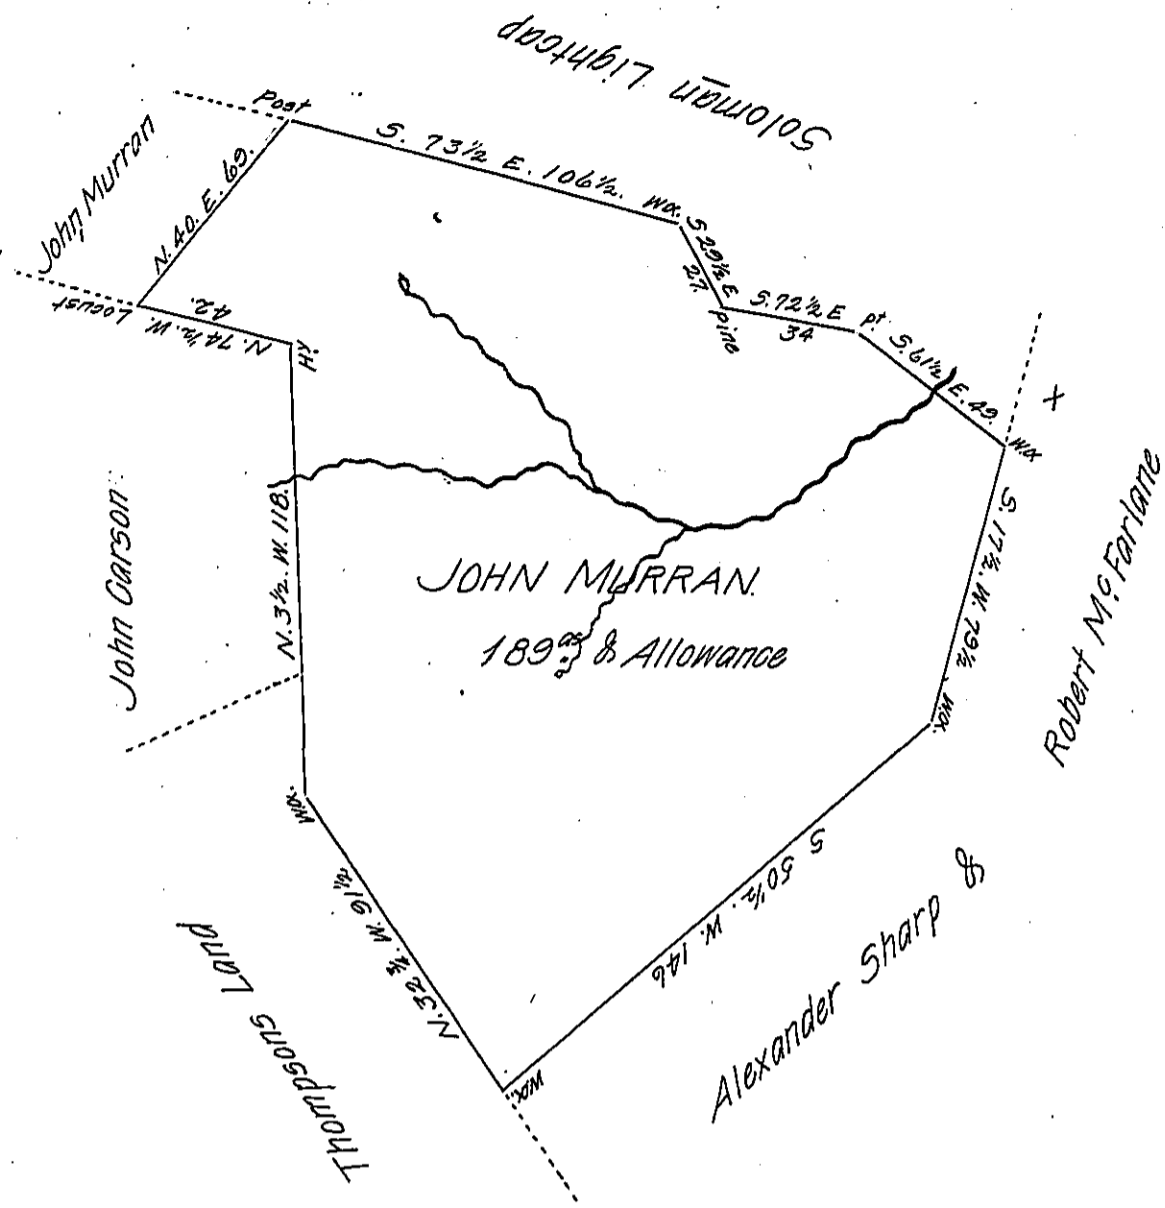 Soloman Lightcap
Post
S. 73½ E. 106½.
John Murran
N. 40. E. 69.
wo.
S 29½ E
27.
pine
S. 72½ E
34
pt.
S. 61½ E. 49.
X
wo
Locust
N. 74½. W.
42.
Hiy
John Carson
N. 3½. W. 118.
JOHN MURRAN.
189 as & Allowance
S. 17½. W. 79½.
wo.
Robert McFarlane
wo.
N. 32¾. W. 91½
S 50½. W. 146
wo.
Thompsons Land
Alexander Sharp &